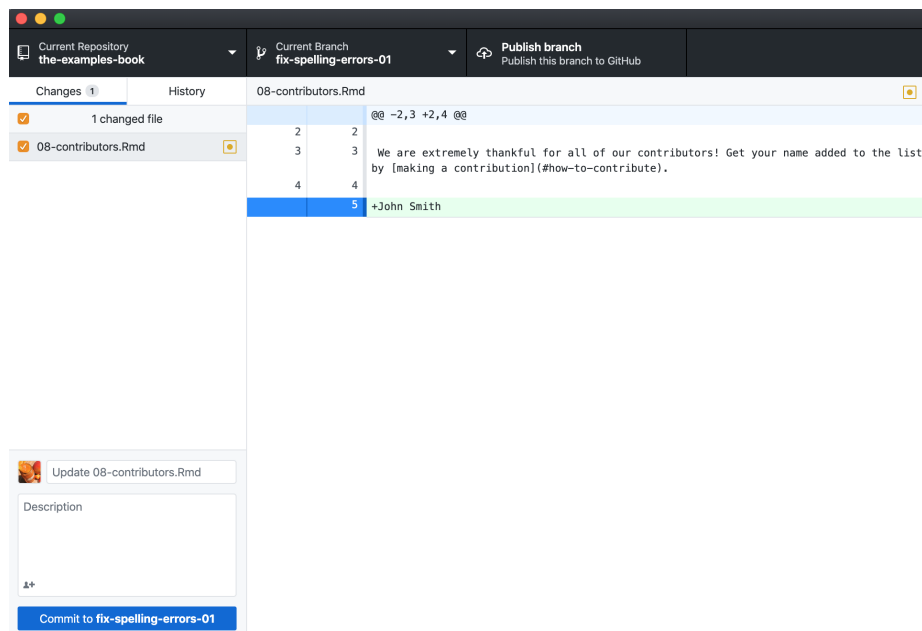 Current Repository
the-examples-book
Current Branch
fix-spelling-errors-01
Publish branch
Publish this branch to GitHub
Changes 1
History
08-contributors.Rmd
1 changed file
08-contributors.Rmd
@@ -2,3 +2,4 @@
2 2
3 3 We are extremely thankful for all of our contributors! Get your name added to the list
by [making a contribution](#how-to-contribute).
4 4
5 +John Smith
Update 08-contributors.Rmd
Description
Commit to fix-spelling-errors-01